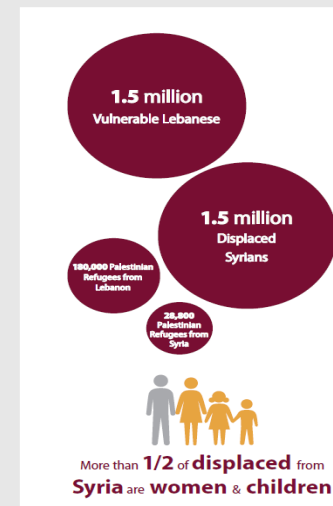 1.5 million
Vulnerable Lebanese
1.5 million
Displaced
Syrians
180,000 Palestinian
Refugees from
Lebanon
28,800
Palestinian
Refugees from
Syria
More than 1/2 of displaced from
Syria are women & children